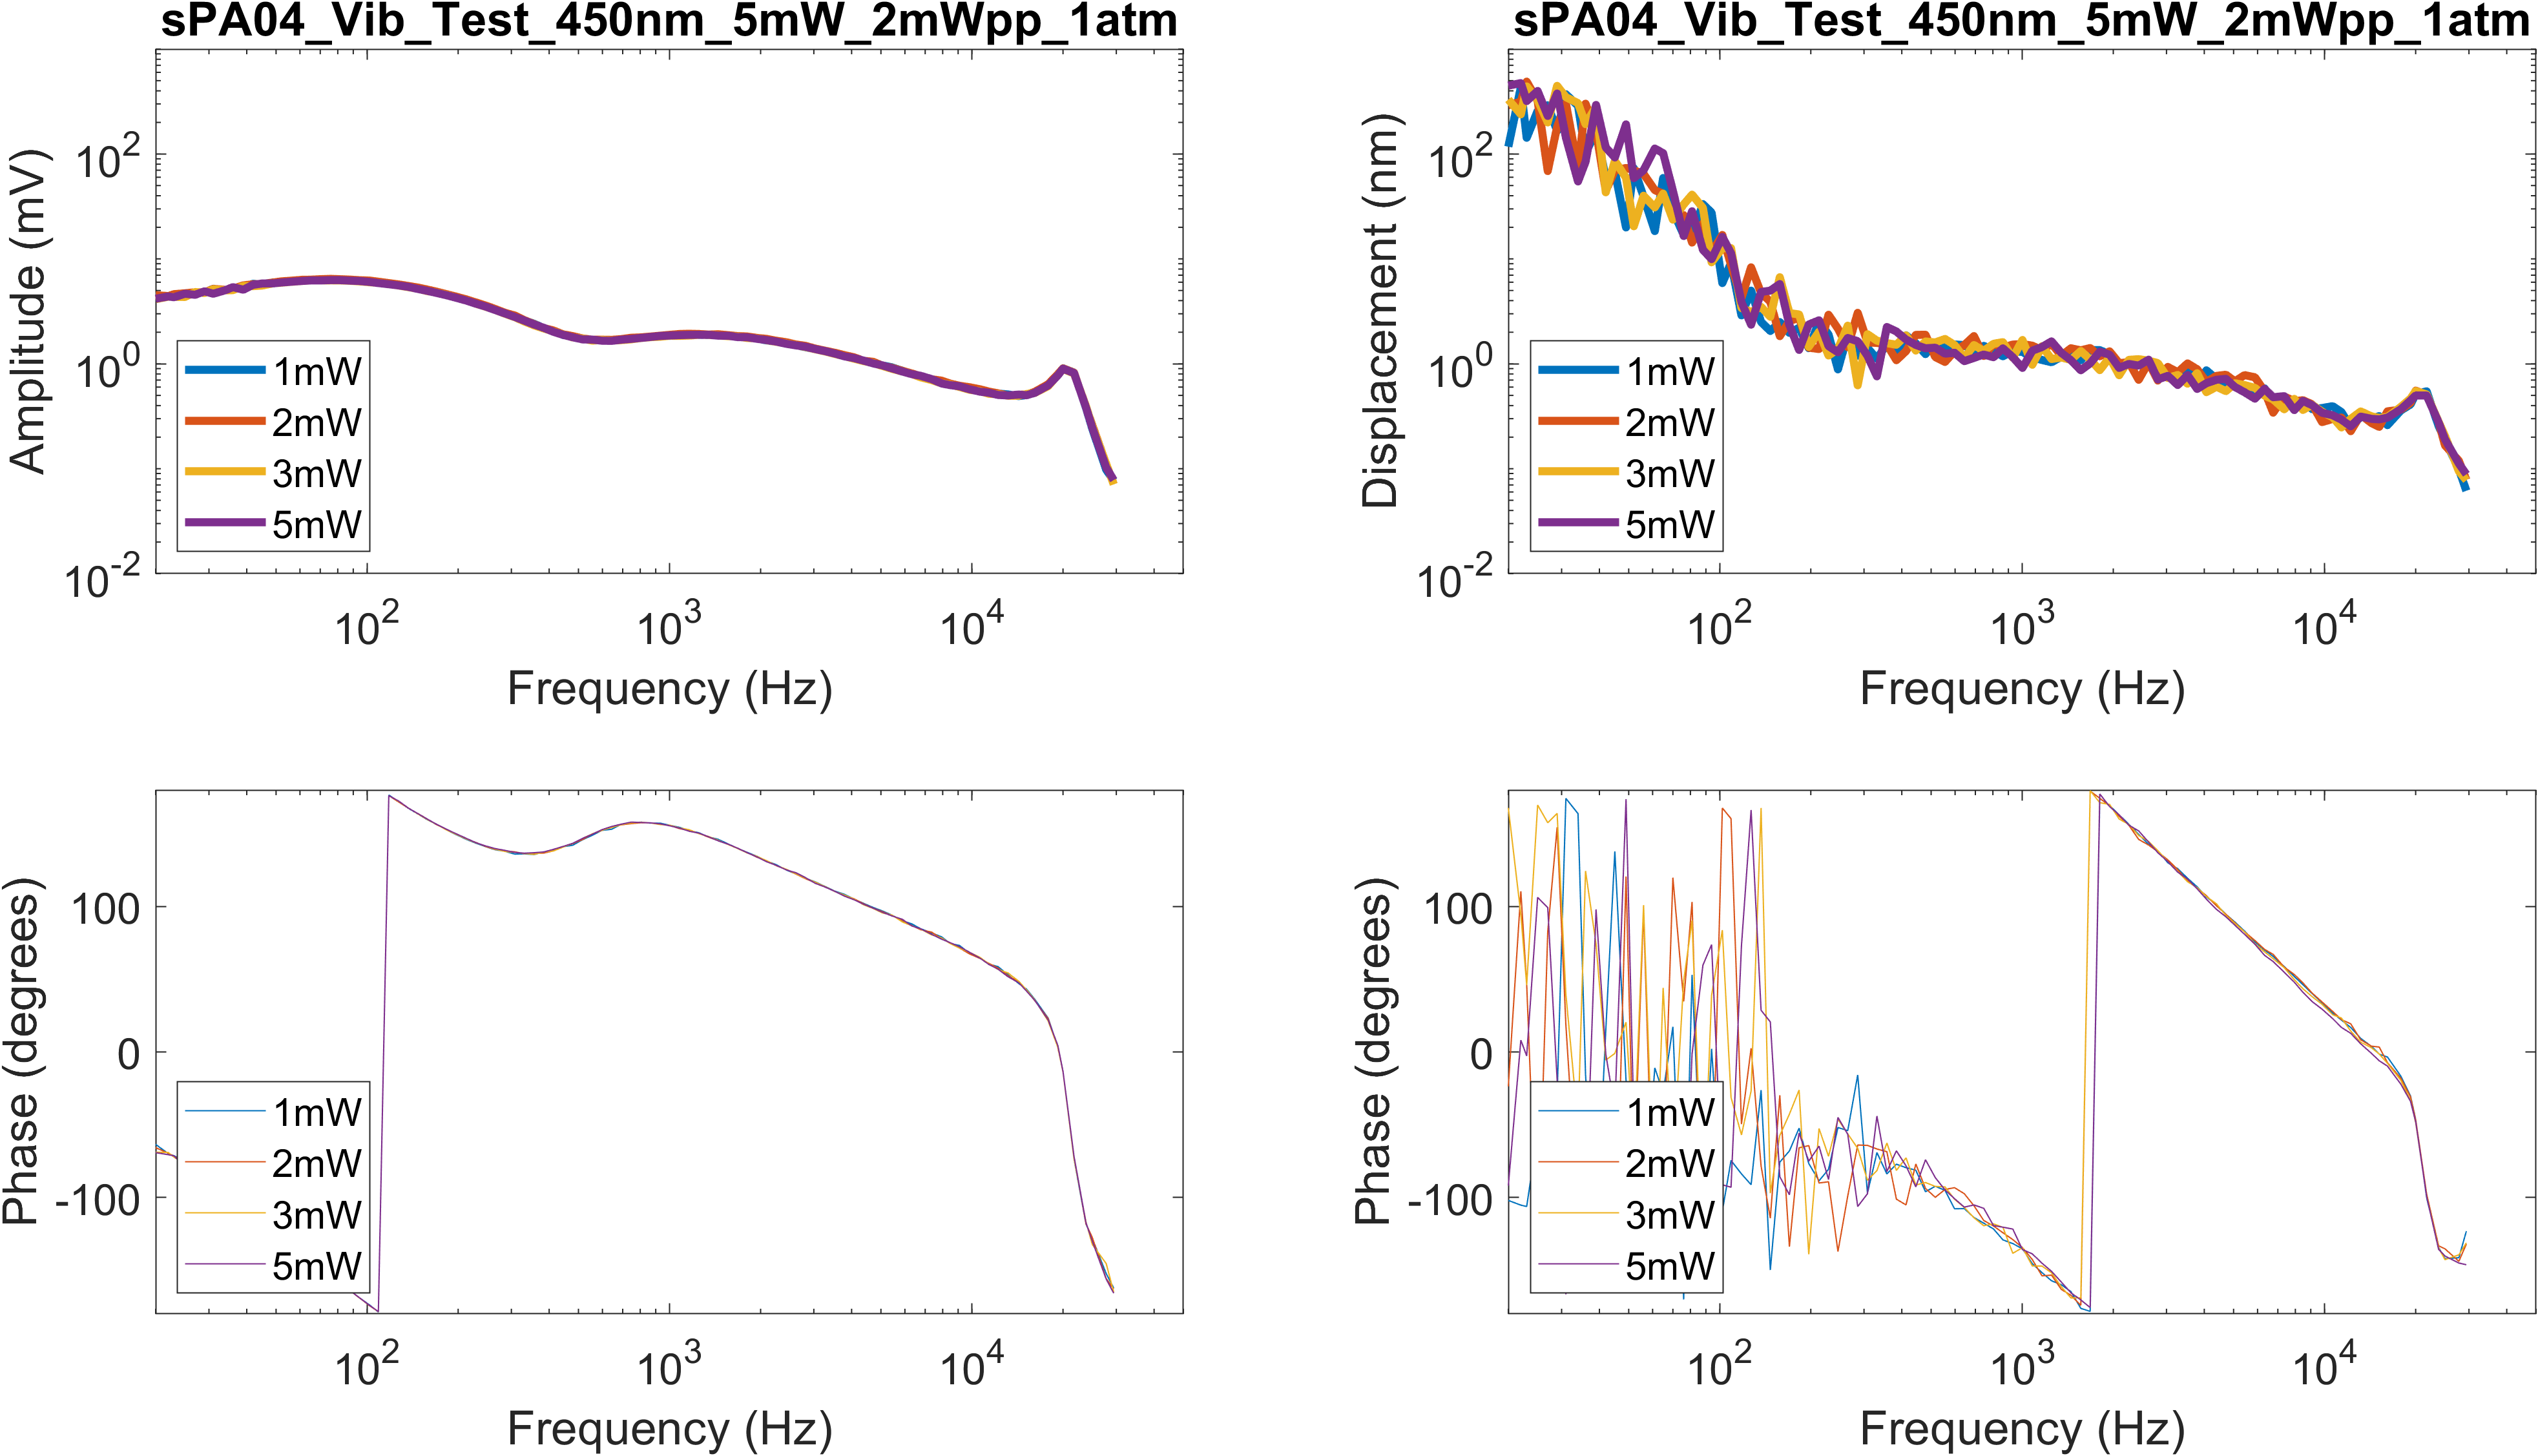 sPA04_Vib_Test_450nm_5mW_2mWpp_1atm
Amplitude (mV)
10^2
10^0
10^-2
1mW
2mW
3mW
5mW
10^2 10^3 10^4
Frequency (Hz)
sPA04_Vib_Test_450nm_5mW_2mWpp_1atm
Displacement (nm)
10^2
10^0
10^-2
1mW
2mW
3mW
5mW
10^2 10^3 10^4
Frequency (Hz)
Phase (degrees)
100
0
-100
1mW
2mW
3mW
5mW
10^2 10^3 10^4
Frequency (Hz)
Phase (degrees)
100
0
-100
1mW
2mW
3mW
5mW
10^2 10^3 10^4
Frequency (Hz)